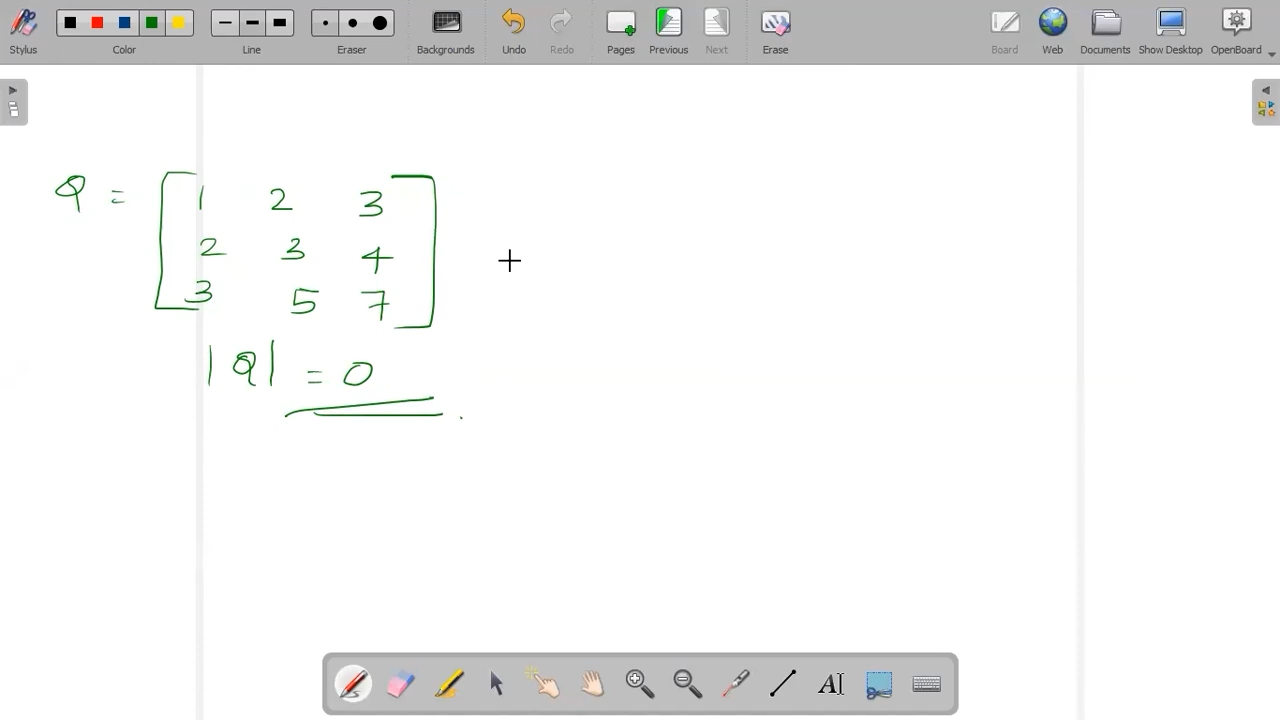 Stylus Color Line Eraser Backgrounds Undo Redo Pages Previous Next Erase Board Web Documents Show Desktop OpenBoard
Q = [ 1 2 3
2 3 4
3 5 7 ]
|Q| = 0